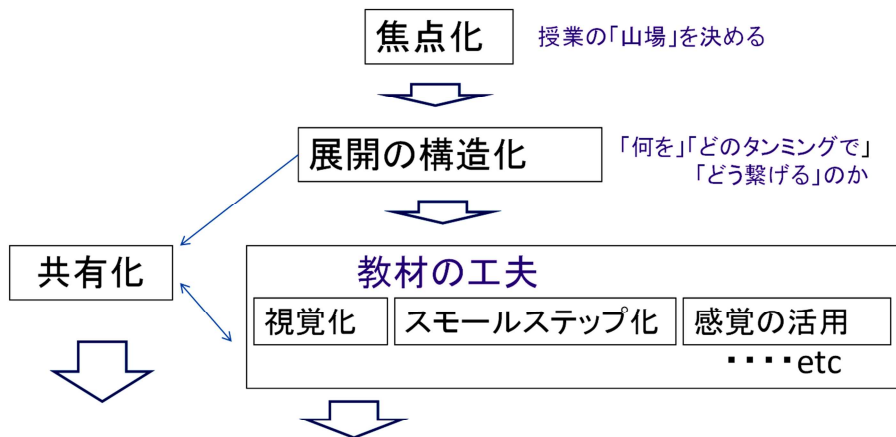 焦点化
授業の「山場」を決める
展開の構造化
「何を」「どのタンミングで」
「どう繋げる」のか
共有化
教材の工夫
視覚化
スモールステップ化
感覚の活用
････etc